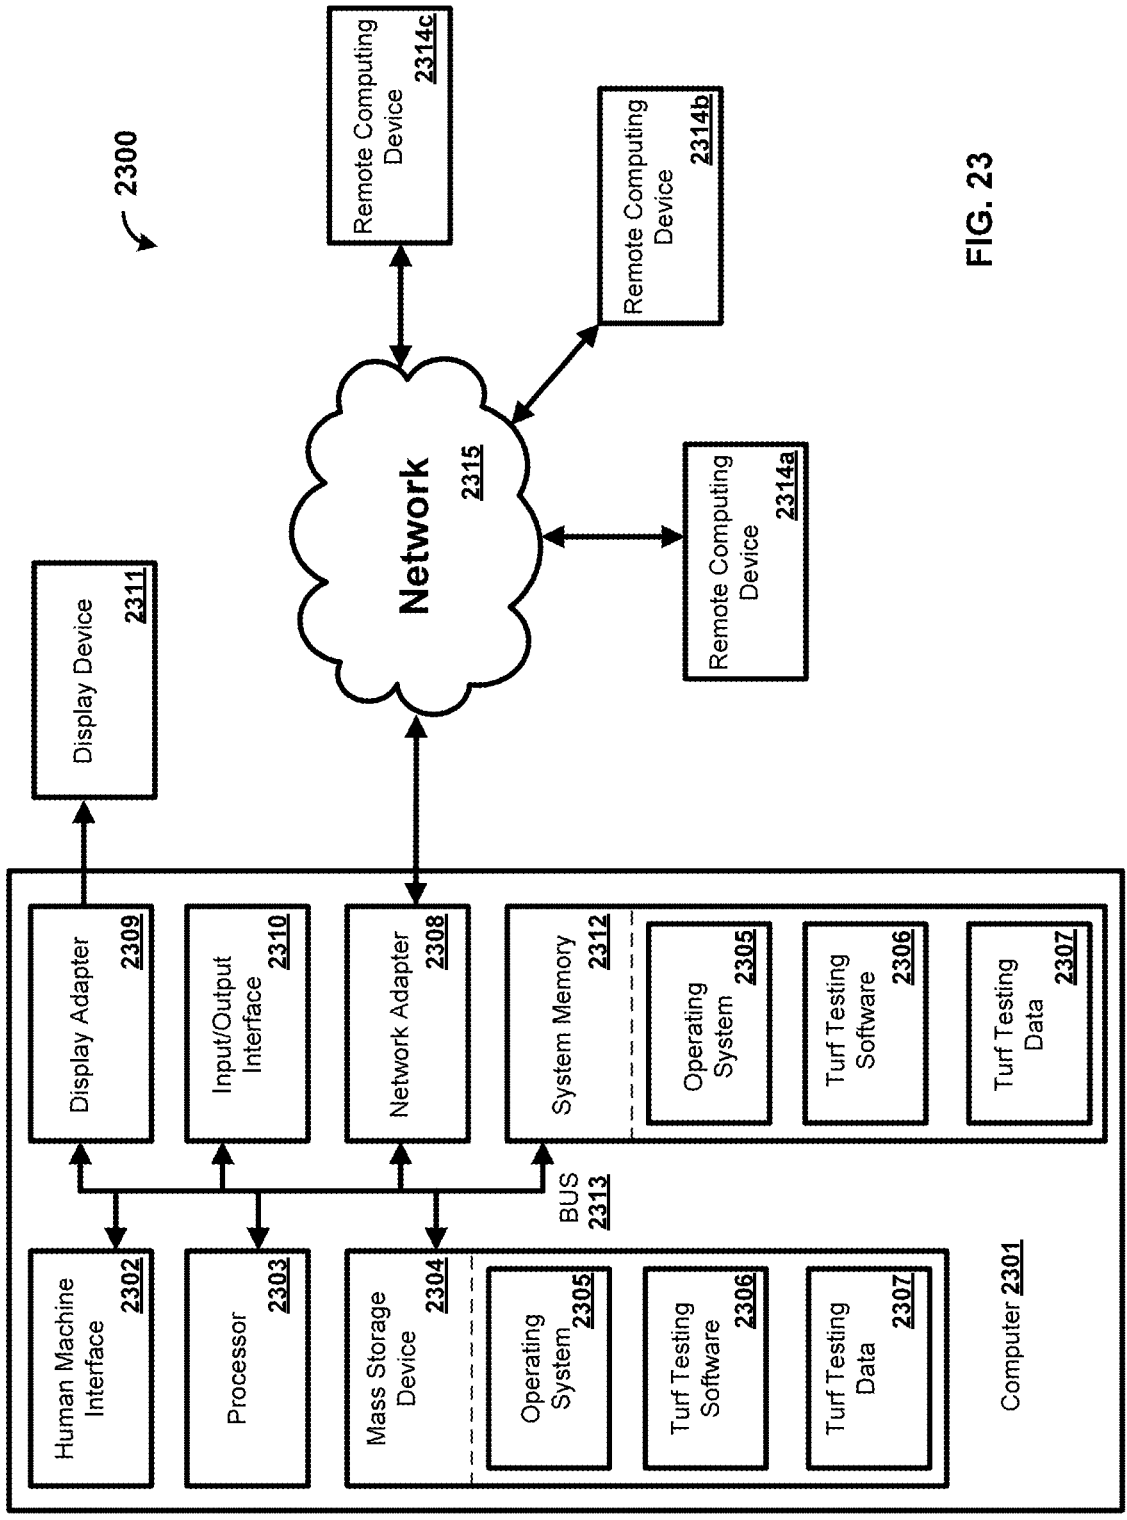 2300
Human Machine
Interface
2302
Processor
2303
Mass Storage
Device
2304
Operating
System
2305
Turf Testing
Software
2306
Turf Testing
Data
2307
Computer 2301
BUS
2313
Display Adapter
2309
Input/Output
Interface
2310
Network Adapter
2308
System Memory
2312
Operating
System
2305
Turf Testing
Software
2306
Turf Testing
Data
2307
Display Device
2311
Network
2315
Remote Computing
Device
2314a
Remote Computing
Device
2314b
Remote Computing
Device
2314c
FIG. 23